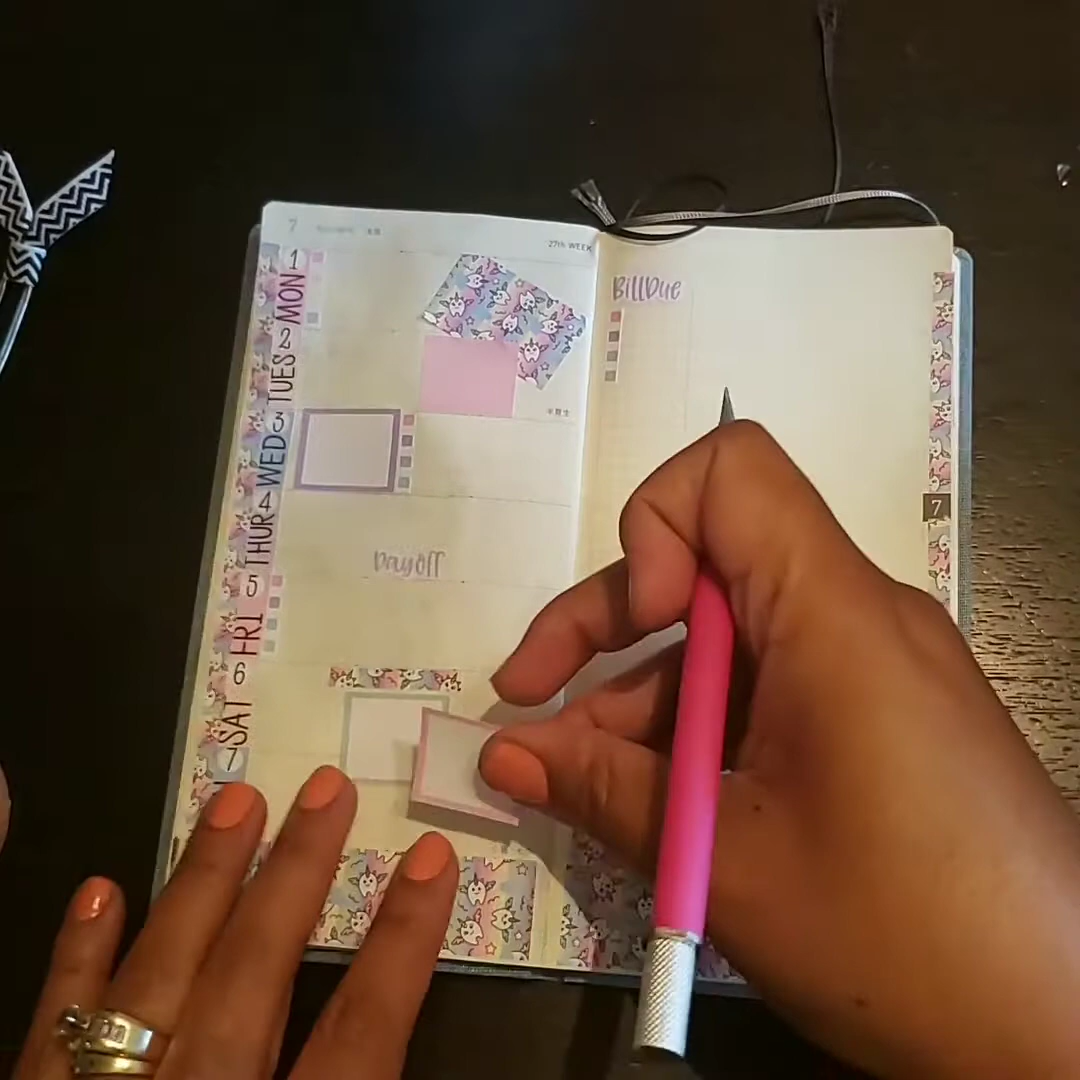 7
27th WEEK
1
MON
2
TUES
3
WED
4
THUR
5
FRI
6
SAT
7
Day Off
Bill Due
7